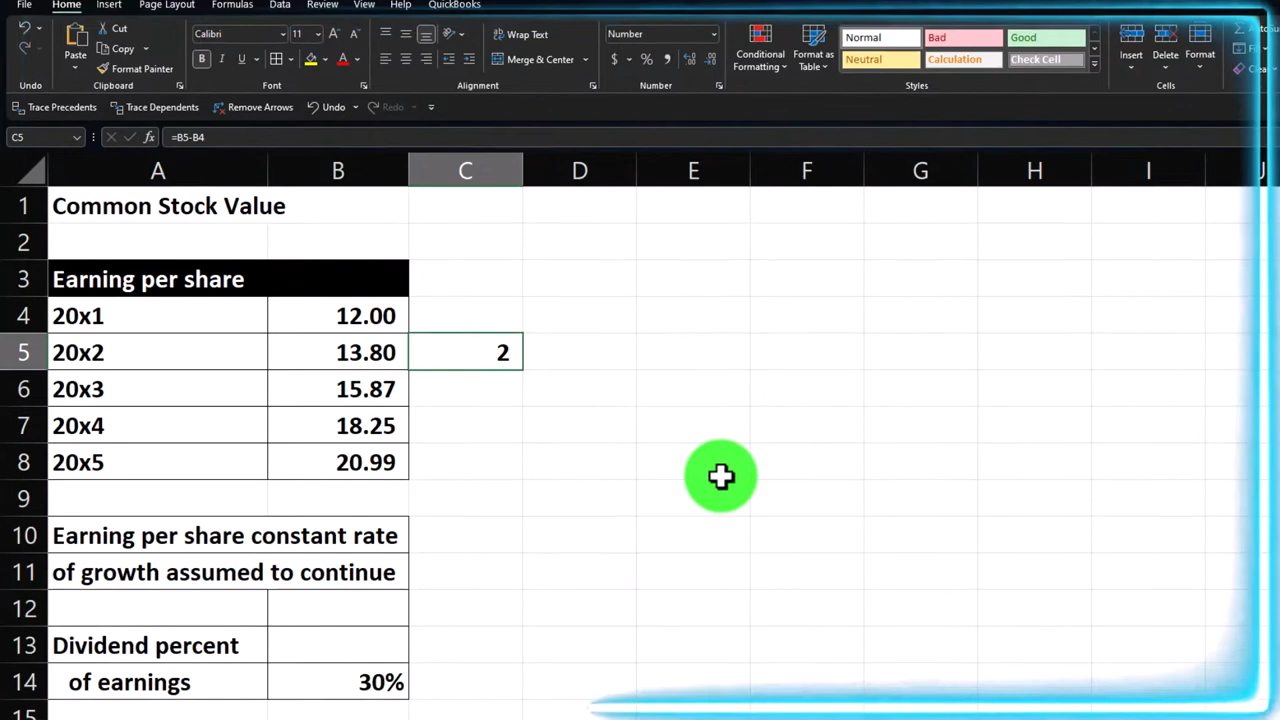 File Home Insert Page Layout Formulas Data Review View Help QuickBooks
Cut
Copy
Format Painter
Paste
Calibri 11
B I U
Wrap Text
Merge & Center
Number
$ %
Conditional Formatting
Format as Table
Normal Bad Good
Neutral Calculation Check Cell
Insert Delete Format
Undo Clipboard Font Alignment Number Styles Cells
Trace Precedents Trace Dependents Remove Arrows Undo Redo
C5 fx =B5-B4
A B C D E F G H I
1 Common Stock Value
2
3 Earning per share
4 20x1 12.00
5 20x2 13.80 2
6 20x3 15.87
7 20x4 18.25
8 20x5 20.99
9
10 Earning per share constant rate
11 of growth assumed to continue
12
13 Dividend percent
14 of earnings 30%